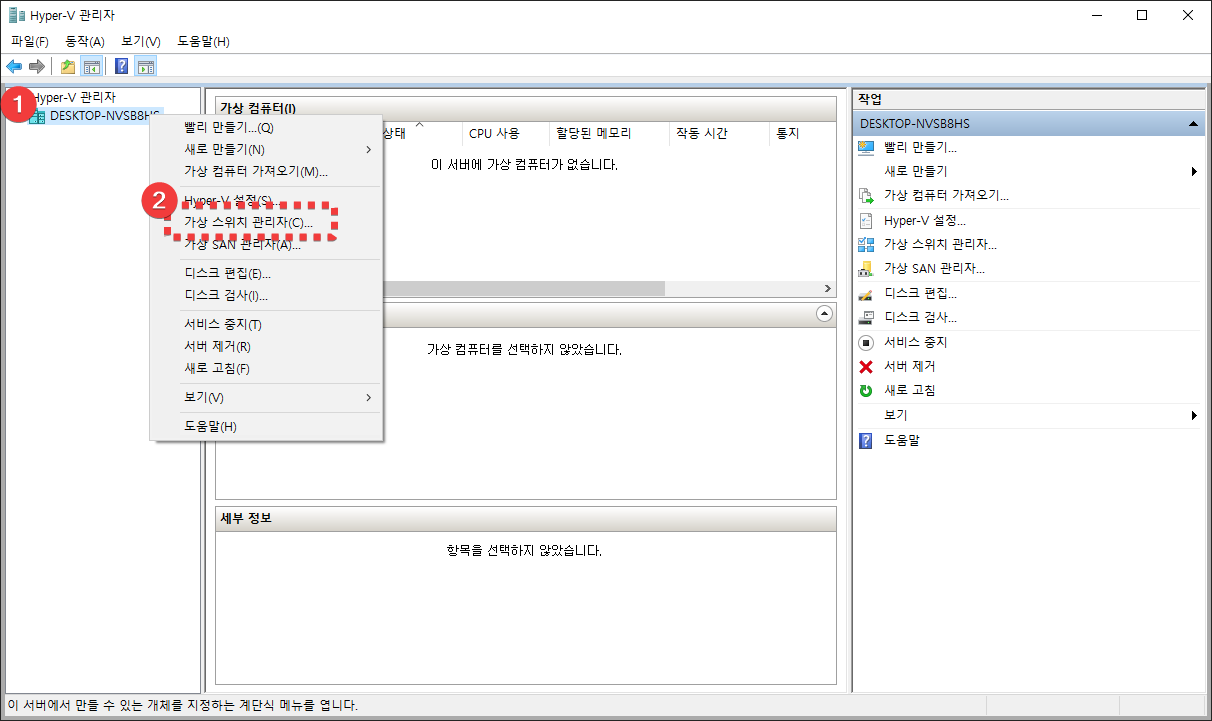 Hyper-V 관리자
파일(F) 동작(A) 보기(V) 도움말(H)
1
Hyper-V 관리자
DESKTOP-NVSB8HS
빨리 만들기...(Q)
새로 만들기(N)
가상 컴퓨터 가져오기(M)...
2
Hyper-V 설정(S)...
가상 스위치 관리자(C)...
가상 SAN 관리자(A)...
디스크 편집(E)...
디스크 검사(I)...
서비스 중지(T)
서버 제거(R)
새로 고침(F)
보기(V)
도움말(H)
가상 컴퓨터(I)
상태 CPU 사용 할당된 메모리 작동 시간 통지
이 서버에 가상 컴퓨터가 없습니다.
가상 컴퓨터를 선택하지 않았습니다.
세부 정보
항목을 선택하지 않았습니다.
작업
DESKTOP-NVSB8HS
빨리 만들기...
새로 만들기
가상 컴퓨터 가져오기...
Hyper-V 설정...
가상 스위치 관리자...
가상 SAN 관리자...
디스크 편집...
디스크 검사...
서비스 중지
서버 제거
새로 고침
보기
도움말
이 서버에서 만들 수 있는 개체를 지정하는 계단식 메뉴를 엽니다.